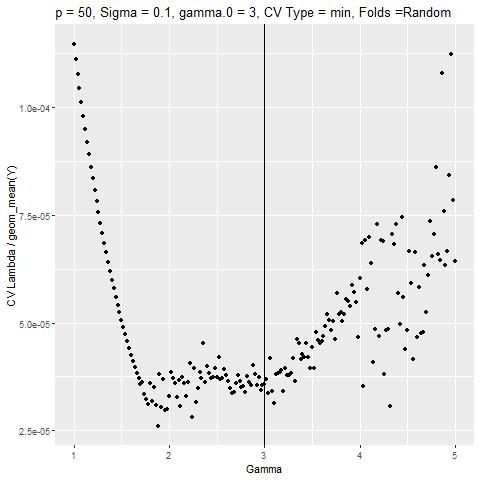 p = 50, Sigma = 0.1, gamma.0 = 3, CV Type = min, Folds =Random
CV Lambda / geom_mean(Y)
1.0e-04
7.5e-05
5.0e-05
2.5e-05
1 2 3 4 5
Gamma